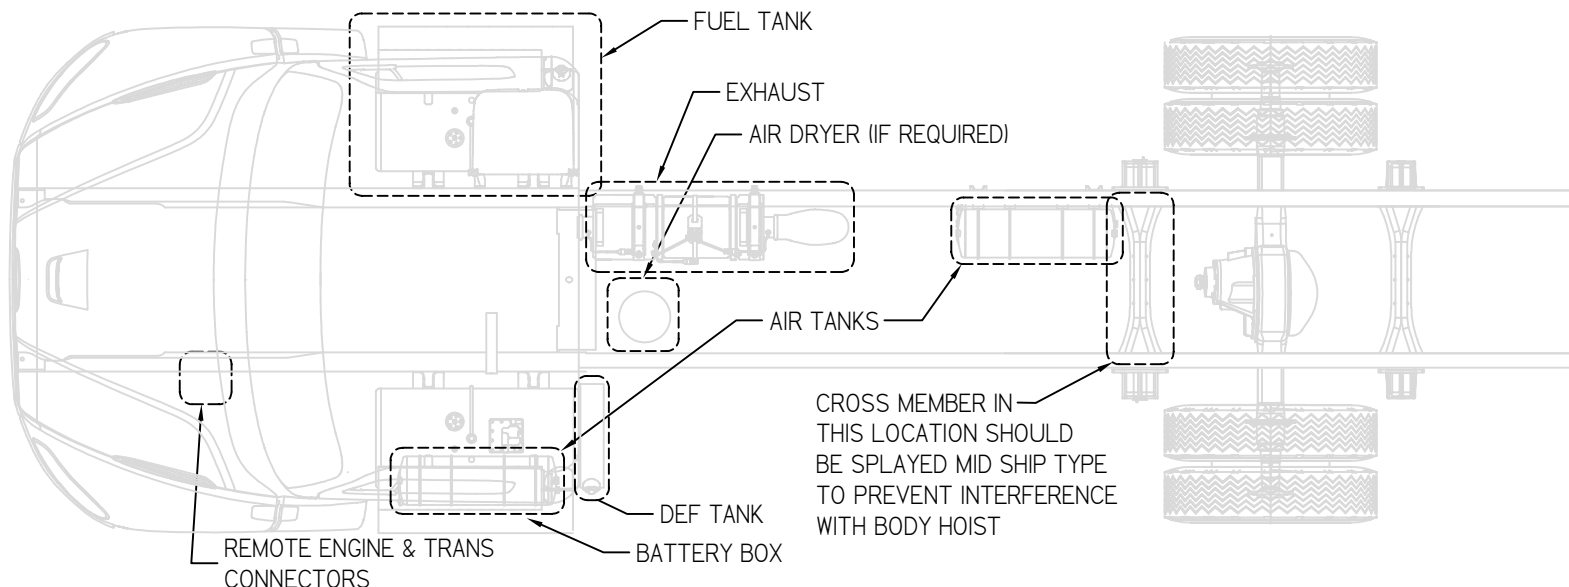 FUEL TANK
EXHAUST
AIR DRYER (IF REQUIRED)
AIR TANKS
CROSS MEMBER IN
THIS LOCATION SHOULD
BE SPLAYED MID SHIP TYPE
TO PREVENT INTERFERENCE
WITH BODY HOIST
DEF TANK
BATTERY BOX
REMOTE ENGINE & TRANS
CONNECTORS